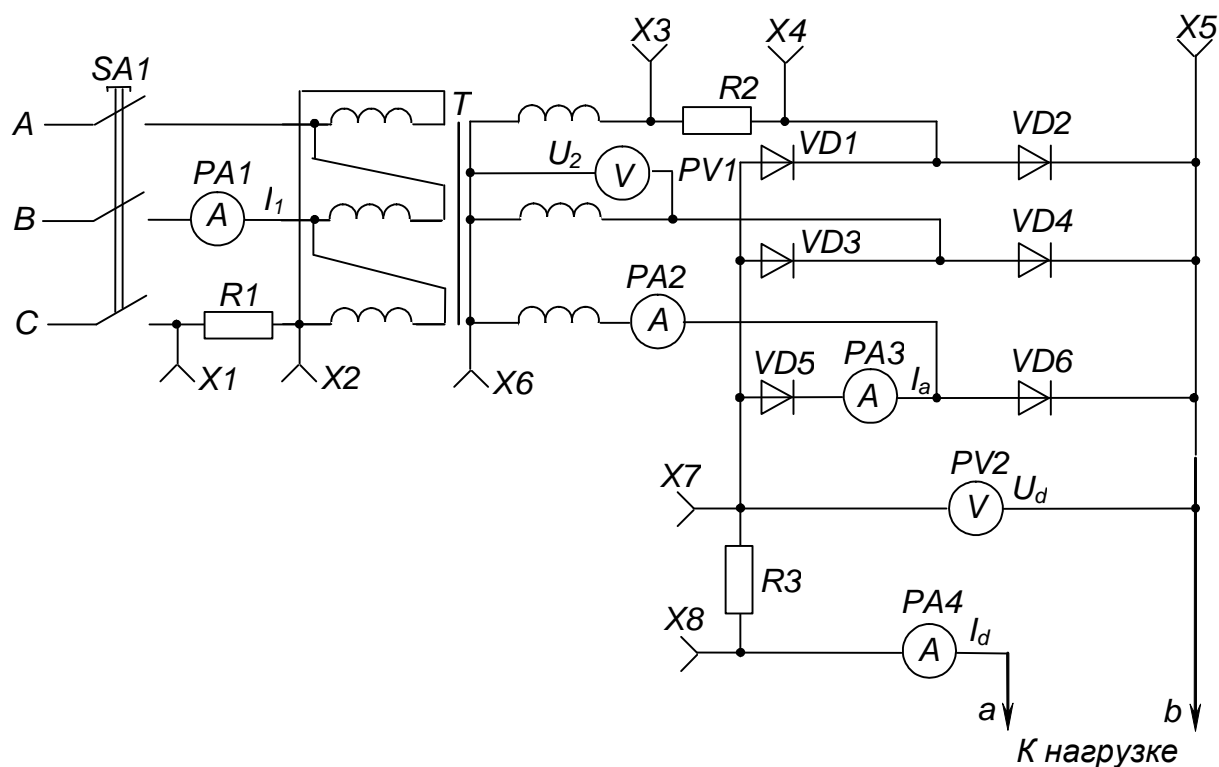 X3 X4 X5
SA1
A
T
R2
VD2
VD1
U2
V
PV1
PA1
A
I1
B
VD3
VD4
PA2
A
R1
C
VD5
PA3
A
Ia
VD6
X1
X2
X6
X7
PV2
V
Ud
R3
X8
PA4
A
Id
a
b
К нагрузке